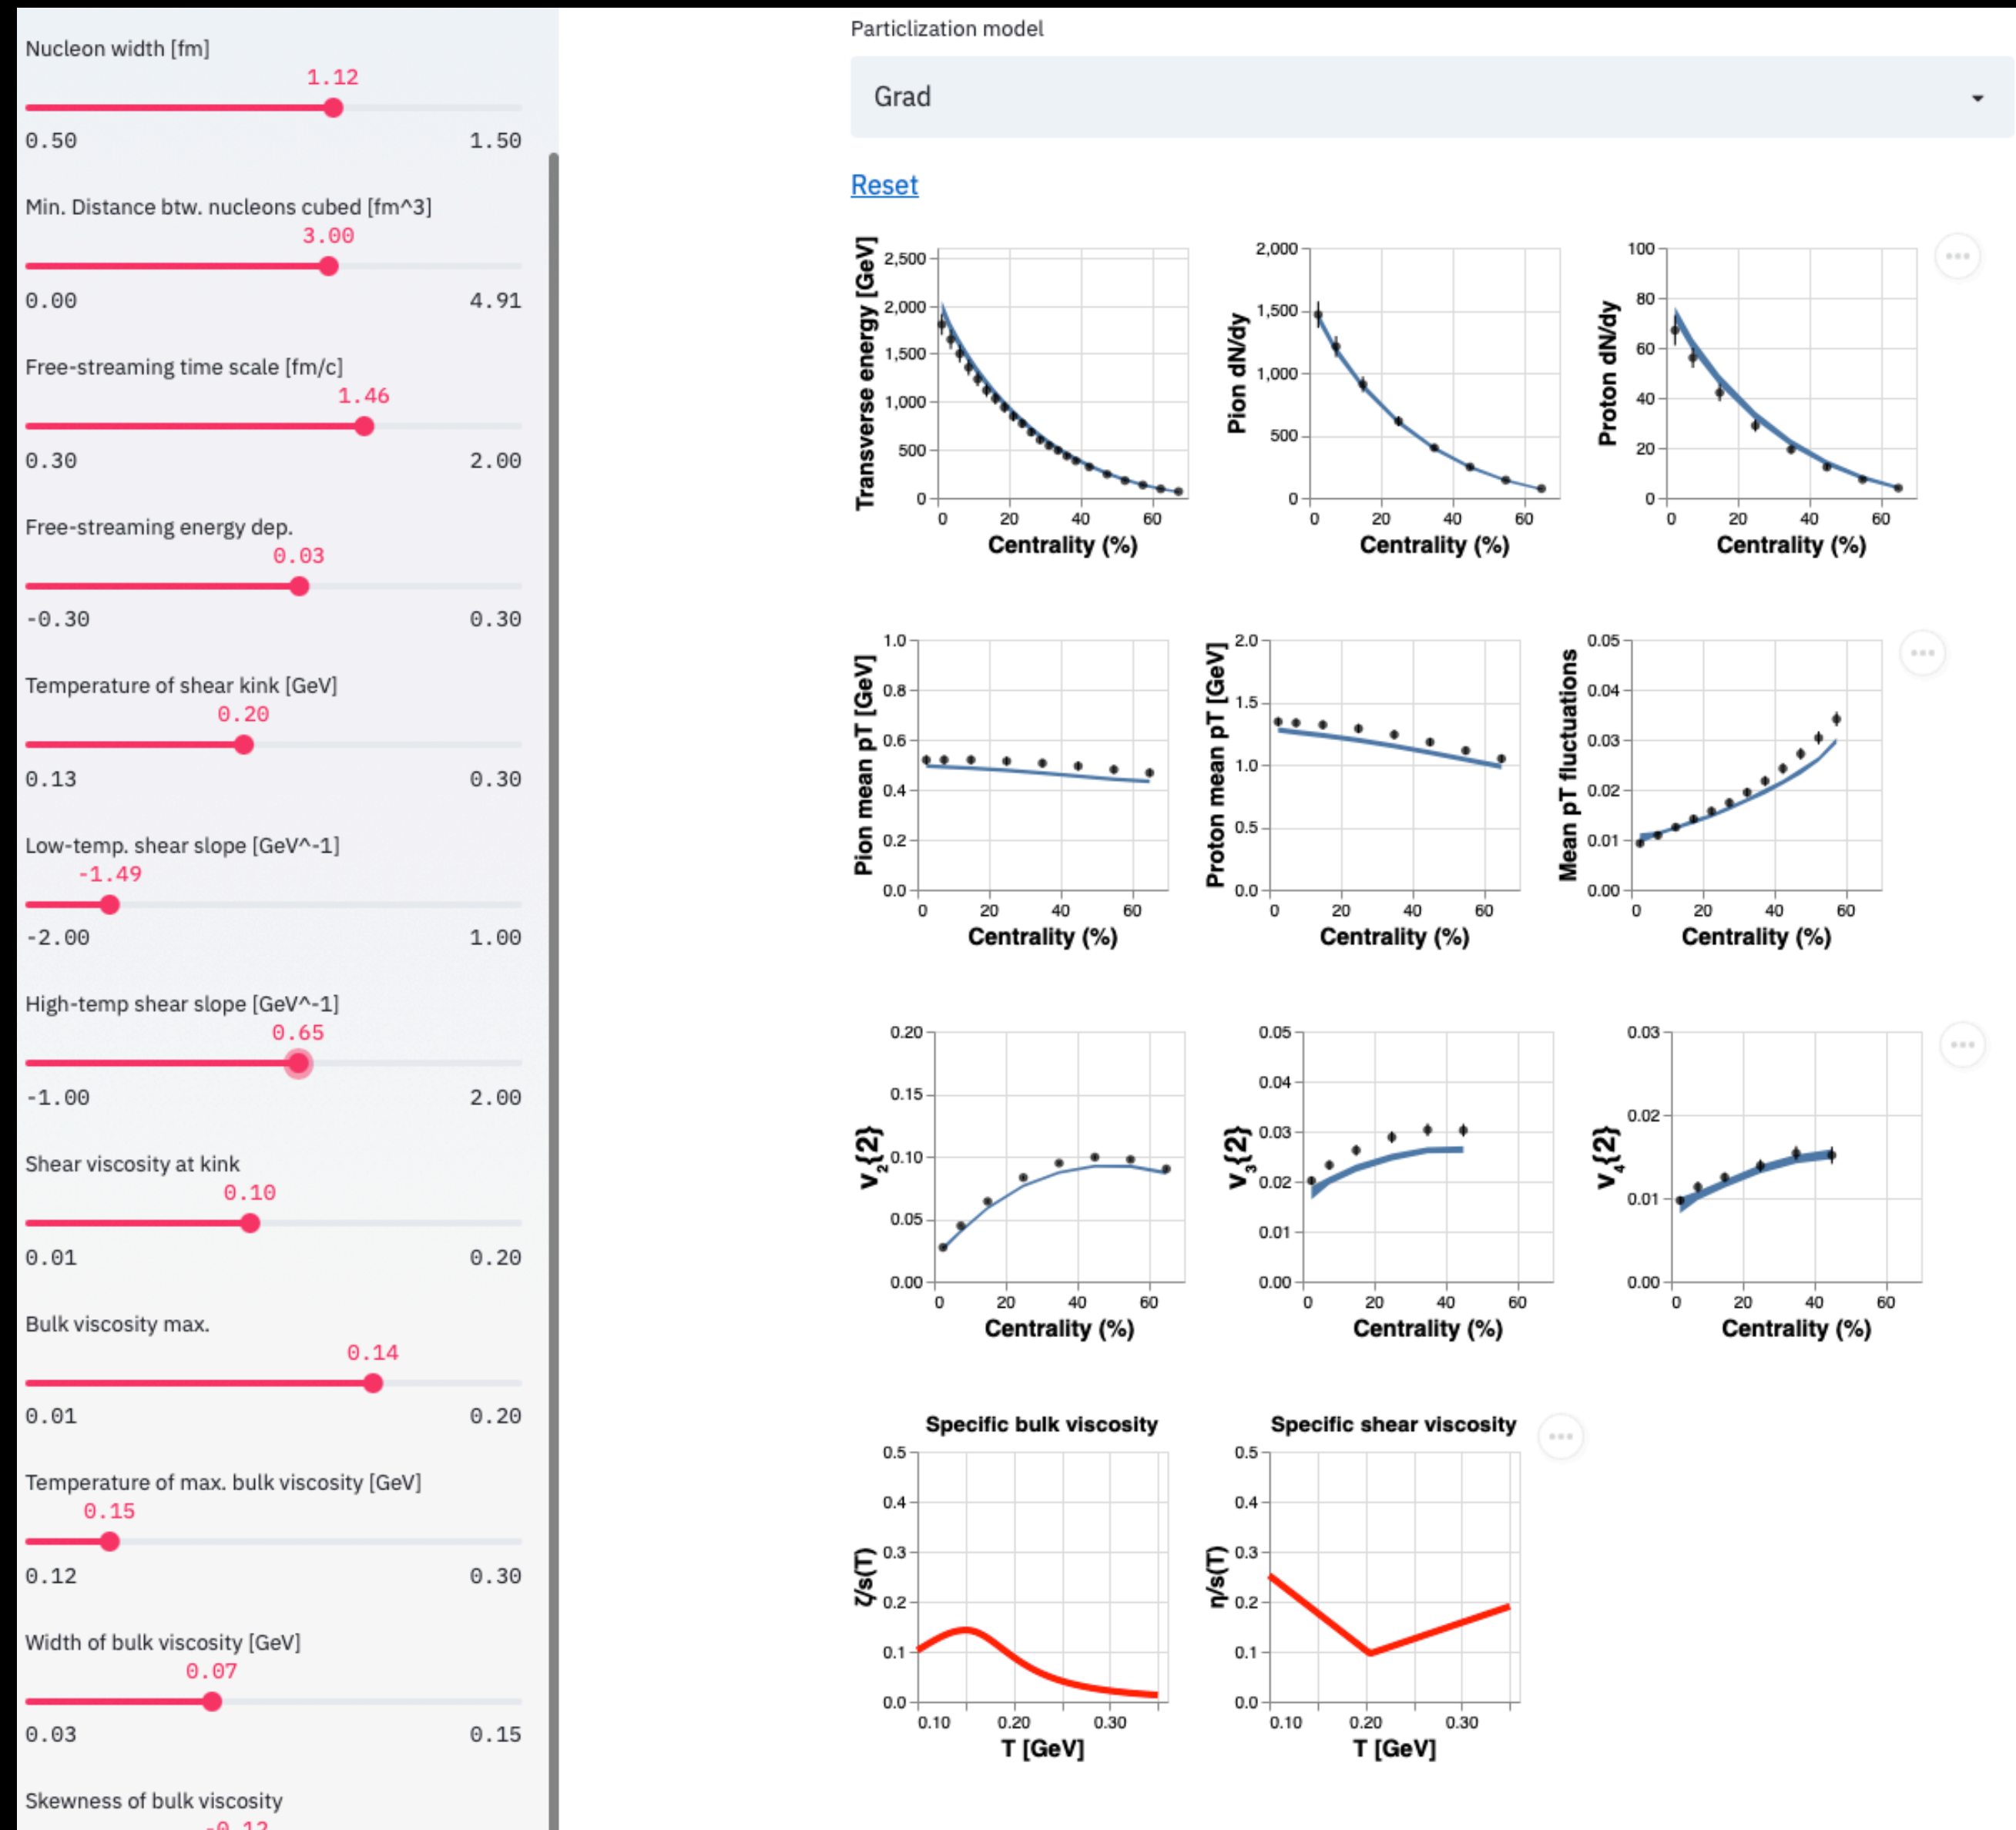 Nucleon width [fm]
1.12
0.50 1.50
Min. Distance btw. nucleons cubed [fm^3]
3.00
0.00 4.91
Free-streaming time scale [fm/c]
1.46
0.30 2.00
Free-streaming energy dep.
0.03
-0.30 0.30
Temperature of shear kink [GeV]
0.20
0.13 0.30
Low-temp. shear slope [GeV^-1]
-1.49
-2.00 1.00
High-temp shear slope [GeV^-1]
0.65
-1.00 2.00
Shear viscosity at kink
0.10
0.01 0.20
Bulk viscosity max.
0.14
0.01 0.20
Temperature of max. bulk viscosity [GeV]
0.15
0.12 0.30
Width of bulk viscosity [GeV]
0.07
0.03 0.15
Skewness of bulk viscosity
-0.12
Particlization model
Grad
Reset
Transverse energy [GeV]
2,500
2,000
1,500
1,000
500
0
0 20 40 60
Centrality (%)
Pion dN/dy
2,000
1,500
1,000
500
0
0 20 40 60
Centrality (%)
Proton dN/dy
100
80
60
40
20
0
0 20 40 60
Centrality (%)
Pion mean pT [GeV]
1.0
0.8
0.6
0.4
0.2
0.0
0 20 40 60
Centrality (%)
Proton mean pT [GeV]
2.0
1.5
1.0
0.5
0.0
0 20 40 60
Centrality (%)
Mean pT fluctuations
0.05
0.04
0.03
0.02
0.01
0.00
0 20 40 60
Centrality (%)
v₂{2}
0.20
0.15
0.10
0.05
0.00
0 20 40 60
Centrality (%)
v₃{2}
0.05
0.04
0.03
0.02
0.01
0.00
0 20 40 60
Centrality (%)
v₄{2}
0.03
0.02
0.01
0.00
0 20 40 60
Centrality (%)
Specific bulk viscosity
ζ/s(T)
0.5
0.4
0.3
0.2
0.1
0.0
0.10 0.20 0.30
T [GeV]
Specific shear viscosity
η/s(T)
0.5
0.4
0.3
0.2
0.1
0.0
0.10 0.20 0.30
T [GeV]